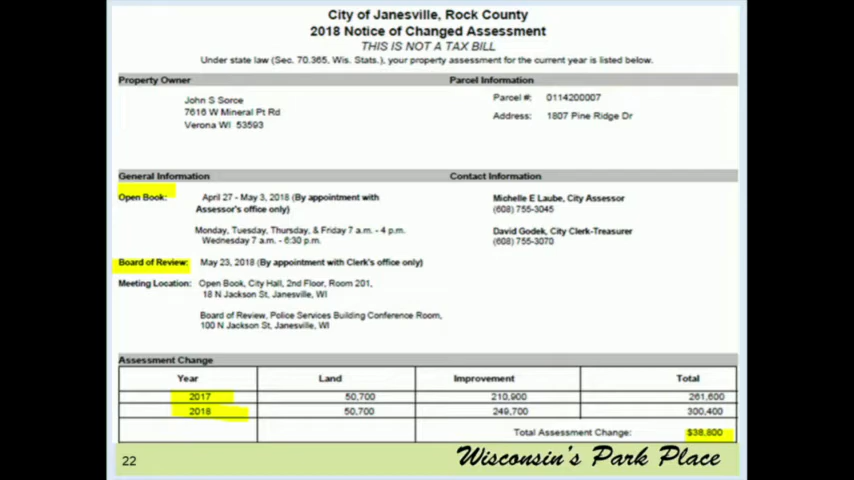 City of Janesville, Rock County
2018 Notice of Changed Assessment
THIS IS NOT A TAX BILL
Under state law (Sec. 70.365, Wis. Stats.), your property assessment for the current year is listed below.
Property Owner
Parcel Information
John S Sorce
7616 W Mineral Pt Rd
Verona WI 53593
Parcel #: 0114200007
Address: 1807 Pine Ridge Dr
General Information
Contact Information
Open Book: April 27 - May 3, 2018 (By appointment with
Assessor's office only)
Monday, Tuesday, Thursday, & Friday 7 a.m. - 4 p.m.
Wednesday 7 a.m. - 6:30 p.m.
Michelle E Laube, City Assessor
(608) 755-3045
David Godek, City Clerk-Treasurer
(608) 755-3070
Board of Review: May 23, 2018 (By appointment with Clerk's office only)
Meeting Location: Open Book, City Hall, 2nd Floor, Room 201,
18 N Jackson St, Janesville, WI
Board of Review, Police Services Building Conference Room,
100 N Jackson St, Janesville, WI
Assessment Change
Year Land Improvement Total
2017 50,700 210,900 261,600
2018 50,700 249,700 300,400
Total Assessment Change: $38,800
22
Wisconsin's Park Place